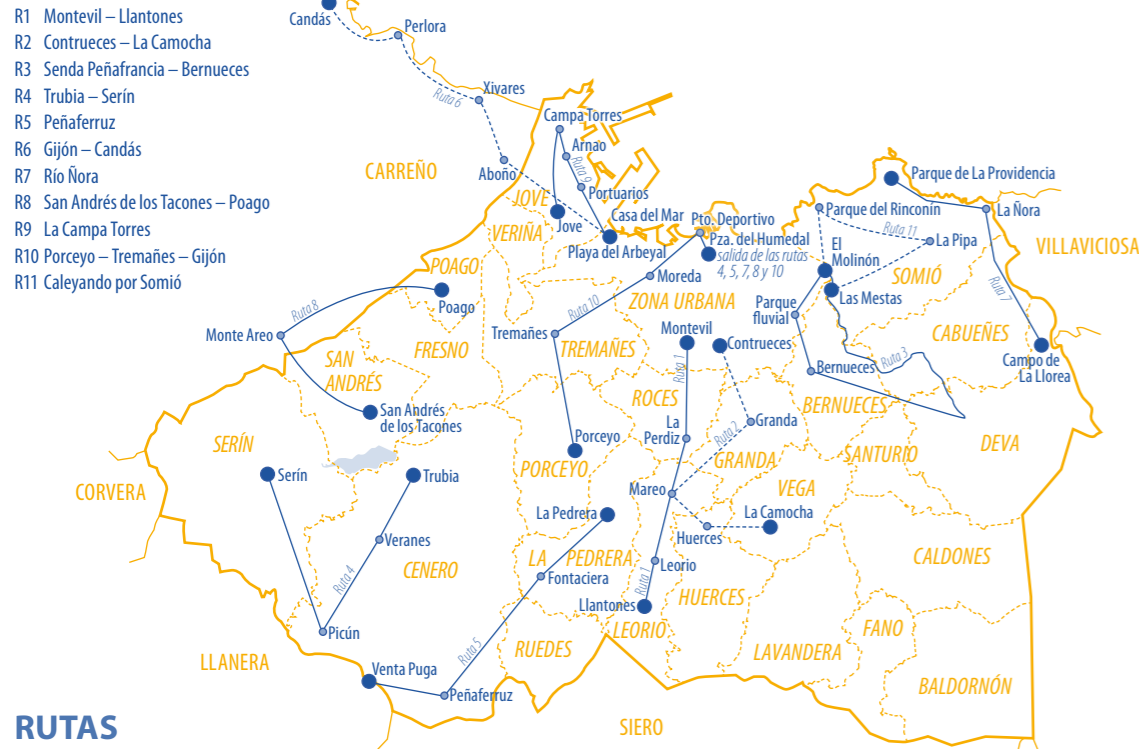 R1 Montevil – Llantones
R2 Contrueces – La Camocha
R3 Senda Peñafrancia – Bernueces
R4 Trubia – Serín
R5 Peñaferruz
R6 Gijón – Candás
R7 Río Ñora
R8 San Andrés de los Tacones – Poago
R9 La Campa Torres
R10 Porceyo – Tremañes – Gijón
R11 Caleyando por Somió
Candás
Perlora
Ruta 6
Xivares
Aboño
CARREÑO
Campa Torres
Arnao
Ruta 9
Portuarios
JOVE
Jove
Casa del Mar
Playa del Arbeyal
VERIÑA
POAGO
Poago
Pto. Deportivo
Pza. del Humedal
salida de las rutas
4, 5, 7, 8 y 10
Moreda
ZONA URBANA
Ruta 10
Parque de La Providencia
Parque del Rinconín
La Ñora
Ruta 11
La Pipa
VILLAVICIOSA
El
Molinón
Las Mestas
SOMIÓ
Ruta 7
CABUEÑES
Campo de
La Llorea
Parque
fluvial
Bernueces
Ruta 3
BERNUECES
Ruta 8
Monte Areo
FRESNO
SAN
ANDRÉS
San Andrés
de los Tacones
Tremañes
TREMAÑES
Montevil
Ruta 1
Contrueces
ROCES
La
Perdiz
Ruta 2
Granda
GRANDA
SANTURIO
DEVA
SERÍN
Serín
CORVERA
Trubia
Porceyo
PORCEYO
Mareo
VEGA
La Camocha
Huerces
La Pedrera
LA PEDRERA
Fontaciera
Veranes
CENERO
Ruta 4
Picún
Leorio
Ruta 1
Llantones
LEORIO
HUERCES
CALDONES
FANO
LAVANDERA
BALDORNÓN
RUEDES
Ruta 5
LLANERA
Venta Puga
Peñaferruz
SIERO
RUTAS